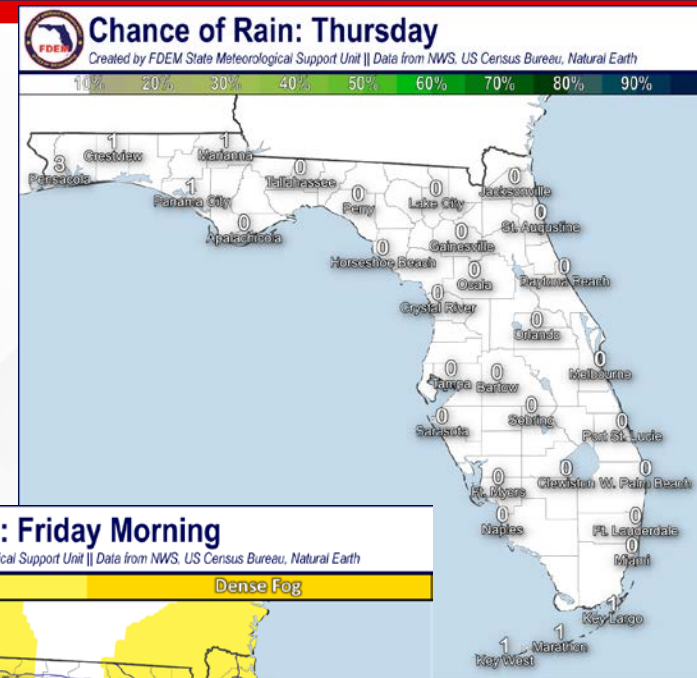 FDEM
Chance of Rain: Thursday
Created by FDEM State Meteorological Support Unit || Data from NWS, US Census Bureau, Natural Earth
10% 20% 30% 40% 50% 60% 70% 80% 90%
3
Pensacola
1
Crestview
1
Marianna
1
Panama City
0
Apalachicola
0
Tallahassee
0
Perry
0
Lake City
0
Jacksonville
0
St. Augustine
0
Gainesville
0
Horseshoe Beach
0
Ocala
0
Daytona Beach
0
Crystal River
0
Orlando
0
Melbourne
0
Tampa
0
Bartow
0
Sebring
0
Sarasota
0
Port St. Lucie
0
Ft. Myers
0
Clewiston
0
W. Palm Beach
0
Naples
0
Ft. Lauderdale
0
Miami
1
Key Largo
1
Marathon
1
Key West
: Friday Morning
ical Support Unit || Data from NWS, US Census Bureau, Natural Earth
Dense Fog